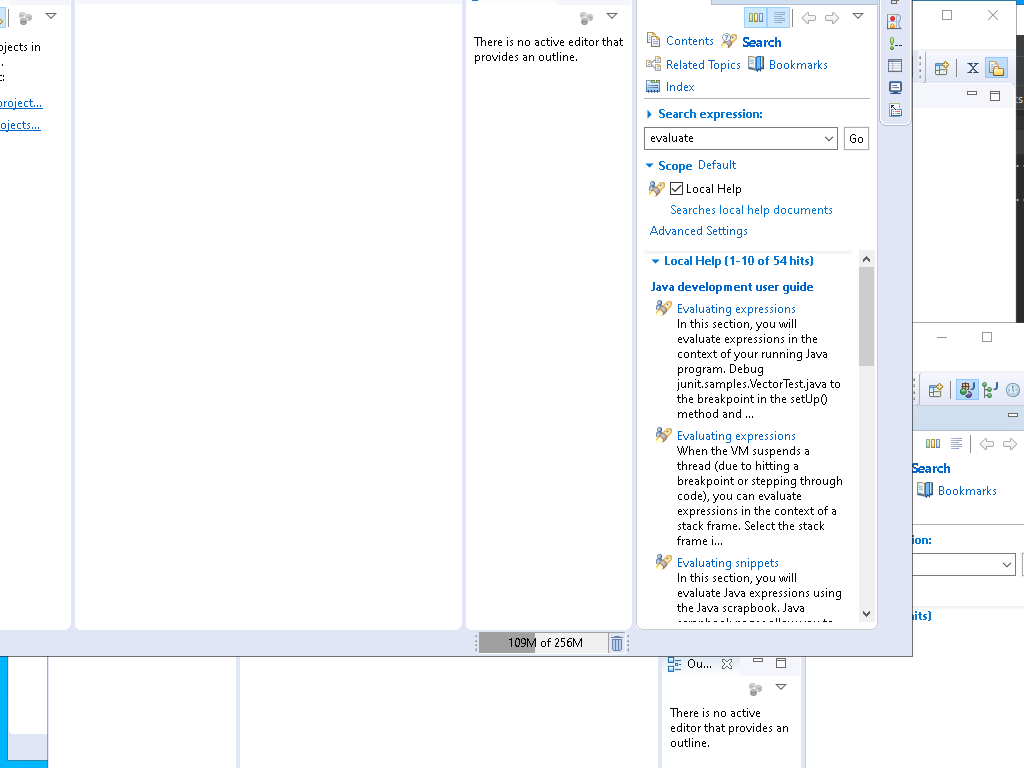 ojects in
.
c:
project...
ojects...
There is no active editor that
provides an outline.
Contents
Search
Related Topics
Bookmarks
Index
Search expression:
evaluate
Go
Scope Default
Local Help
Searches local help documents
Advanced Settings
Local Help (1-10 of 54 hits)
Java development user guide
Evaluating expressions
In this section, you will
evaluate expressions in the
context of your running Java
program. Debug
junit.samples.VectorTest.java to
the breakpoint in the setUp()
method and ...
Evaluating expressions
When the VM suspends a
thread (due to hitting a
breakpoint or stepping through
code), you can evaluate
expressions in the context of a
stack frame. Select the stack
frame i...
Evaluating snippets
In this section, you will
evaluate Java expressions using
the Java scrapbook. Java
109M of 256M
Search
Bookmarks
ion:
its)
Ou...
There is no active
editor that provides an
outline.